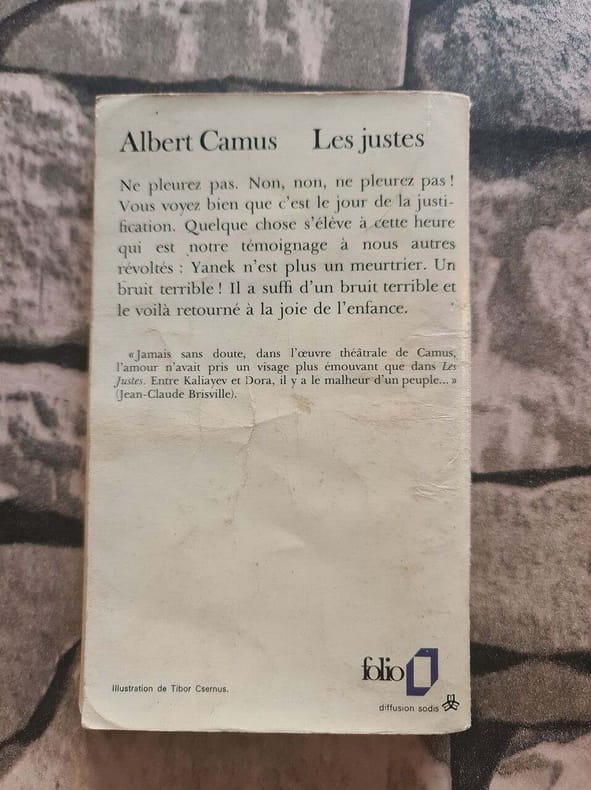 Albert Camus Les justes
Ne pleurez pas. Non, non, ne pleurez pas !
Vous voyez bien que c'est le jour de la justi-
fication. Quelque chose s'élève à cette heure
qui est notre témoignage à nous autres
révoltés : Yanek n'est plus un meurtrier. Un
bruit terrible ! Il a suffi d'un bruit terrible et
le voilà retourné à la joie de l'enfance.
« Jamais sans doute, dans l'œuvre théâtrale de Camus,
l'amour n'avait pris un visage plus émouvant que dans Les
Justes. Entre Kaliayev et Dora, il y a le malheur d'un peuple... »
(Jean-Claude Brisville).
folio
Illustration de Tibor Csernus.
diffusion sodis